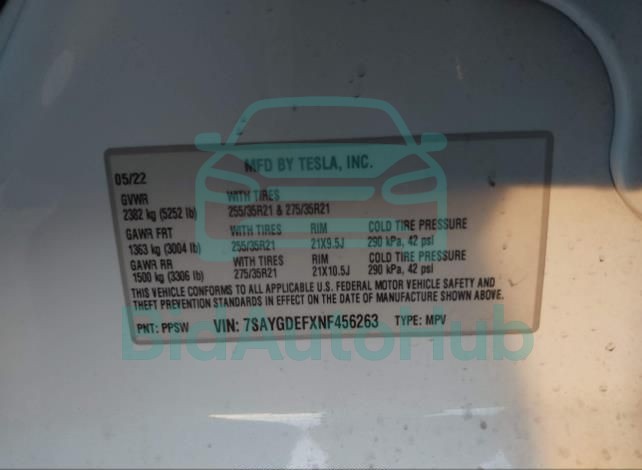 MFD BY TESLA, INC.
05/22
GVWR WITH TIRES
2382 kg (5252 lb) 255/35R21 & 275/35R21
GAWR FRT WITH TIRES RIM COLD TIRE PRESSURE
1363 kg (3004 lb) 255/35R21 21X9.5J 290 kPa, 42 psi
GAWR RR WITH TIRES RIM COLD TIRE PRESSURE
1500 kg (3306 lb) 275/35R21 21X10.5J 290 kPa, 42 psi
THIS VEHICLE CONFORMS TO ALL APPLICABLE U.S. FEDERAL MOTOR VEHICLE SAFETY AND
THEFT PREVENTION STANDARDS IN EFFECT ON THE DATE OF MANUFACTURE SHOWN ABOVE.
PNT: PPSW VIN: 7SAYGDEFXNF456263 TYPE: MPV
BidAutoHub